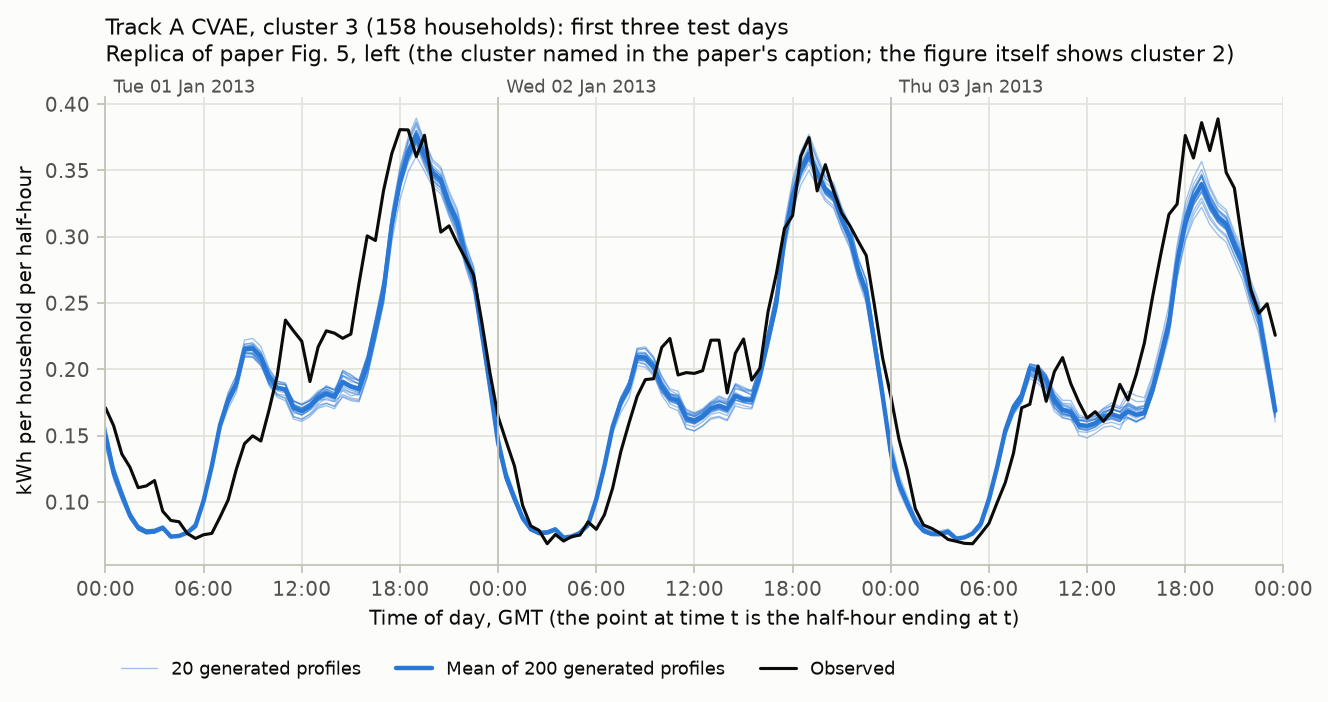 Track A CVAE, cluster 3 (158 households): first three test days
Replica of paper Fig. 5, left (the cluster named in the paper's caption; the figure itself shows cluster 2)
Tue 01 Jan 2013
Wed 02 Jan 2013
Thu 03 Jan 2013
0.40
0.35
0.30
0.25
0.20
0.15
0.10
kWh per household per half-hour
00:00 06:00 12:00 18:00 00:00 06:00 12:00 18:00 00:00 06:00 12:00 18:00 00:00
Time of day, GMT (the point at time t is the half-hour ending at t)
20 generated profiles
Mean of 200 generated profiles
Observed